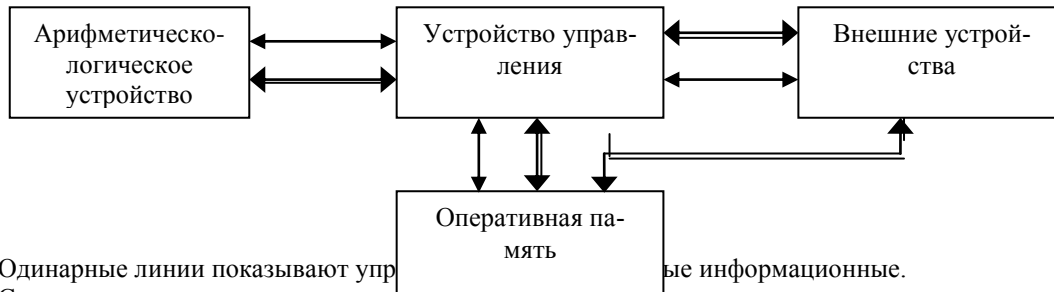 Арифметическо-
логическое
устройство
Устройство управ-
ления
Внешние устрой-
ства
Оперативная па-
мять
Одинарные линии показывают упр ые информационные.